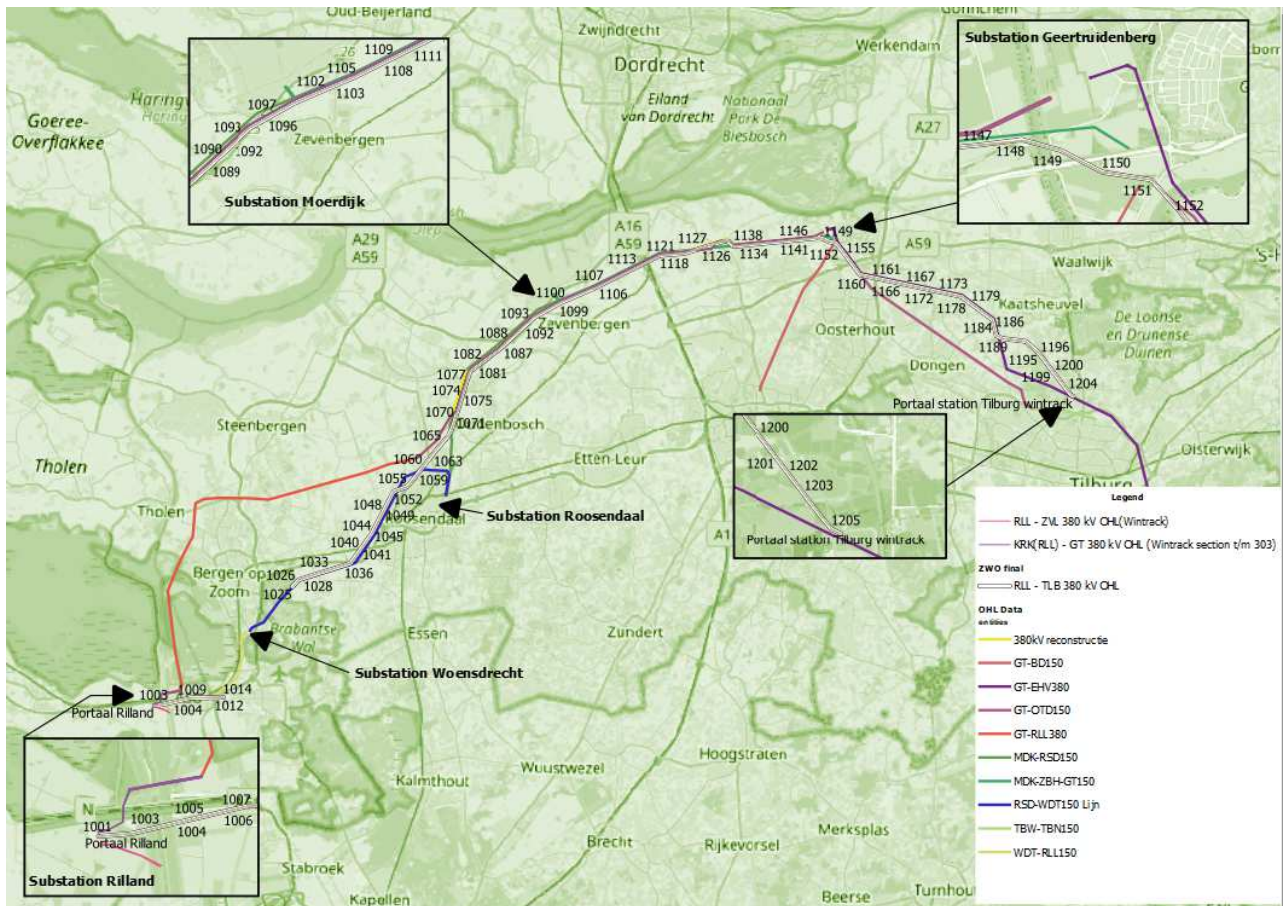 Oud-Beijerland
Zwijndrecht
Gorinchem
Dordrecht
Werkendam
Eiland
van Dordrecht
Nationaal
Park De
Biesbosch
A27
Goeree-
Overflakkee
Haringv
26
1109
1111
1105
1108
1102
1103
1097
1093
1096
Zevenbergen
1090
1092
1089
Substation Moerdijk
Substation Geertruidenberg
1147
1148
1149
1150
1151
1152
A29
A59
A16
A59
A59
Waalwijk
's-H
1149
1146
1138
1127
1121
1155
1152
1141
1134
1126
1118
1113
1107
1106
1100
1099
1093
1092
Zevenbergen
1088
1087
1082
1081
1077
1074
1075
1070
1071
1065
1063
1060
1059
1055
1052
1048
1049
1044
1045
1040
1041
1036
1033
1028
1026
1025
1161
1167
1173
1160
1166
1172
1178
1179
1186
1184
1189
1196
1195
1200
1199
1204
Kaatsheuvel
De Loonse
en Drunense
Duinen
Oosterhout
Dongen
Portaal station Tilburg wintrack
Oisterwijk
Tilburg
Steenbergen
Etten-Leur
Tholen
Tholen
Substation Roosendaal
Bergen op
Zoom
1200
1201
1202
1203
1205
Portaal station Tilburg wintrack
A1
Brabantse
Wal
Essen
Zundert
Substation Woensdrecht
1003
1009
1014
1004
1012
Portaal Rilland
Hoogstraten
Kalmthout
Wuustwezel
N
1007
1005
1003
1006
1004
1001
Portaal Rilland
Substation Rilland
Merksplas
Brecht
Rijkevorsel
Stabroek
Kapellen
Beerse
Turnhou
Legend
RLL - ZVL 380 kV OHL(Wintrack)
KRK(RLL) - GT 380 kV OHL (Wintrack section t/m 303)
ZWO final
RLL - TLB 380 kV OHL
OHL Data
entities
380kV reconstructie
GT-BD150
GT-EHV380
GT-OTD150
GT-RLL380
MDK-RSD150
MDK-ZBH-GT150
RSD-WDT150 Lijn
TBW-TBN150
WDT-RLL150